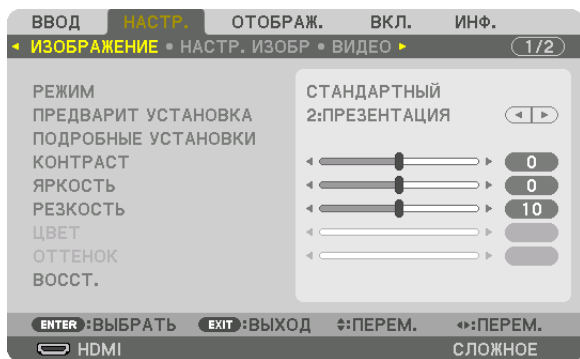 ВВОД НАСТР. ОТОБРАЖ. ВКЛ. ИНФ.
◂ ИЗОБРАЖЕНИЕ • НАСТР. ИЗОБР • ВИДЕО ▸ 1/2
РЕЖИМ СТАНДАРТНЫЙ
ПРЕДВАРИТ УСТАНОВКА 2:ПРЕЗЕНТАЦИЯ
ПОДРОБНЫЕ УСТАНОВКИ
КОНТРАСТ 0
ЯРКОСТЬ 0
РЕЗКОСТЬ 10
ЦВЕТ
ОТТЕНОК
ВОССТ.
ENTER :ВЫБРАТЬ EXIT :ВЫХОД :ПЕРЕМ. :ПЕРЕМ.
HDMI СЛОЖНОЕ